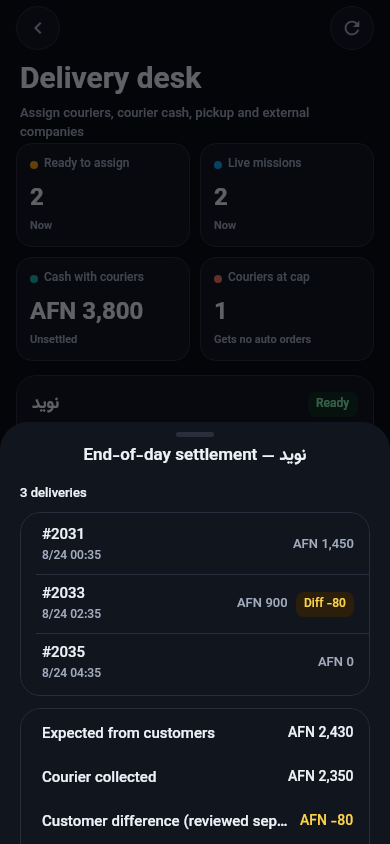 Delivery desk
Assign couriers, courier cash, pickup and external
companies
Ready to assign
2
Now
Live missions
2
Now
Cash with couriers
AFN 3,800
Unsettled
Couriers at cap
1
Gets no auto orders
نوید
Ready
End-of-day settlement — نوید
3 deliveries
#2031
8/24 00:35
AFN 1,450
#2033
8/24 02:35
AFN 900
Diff -80
#2035
8/24 04:35
AFN 0
Expected from customers AFN 2,430
Courier collected AFN 2,350
Customer difference (reviewed sep… AFN -80